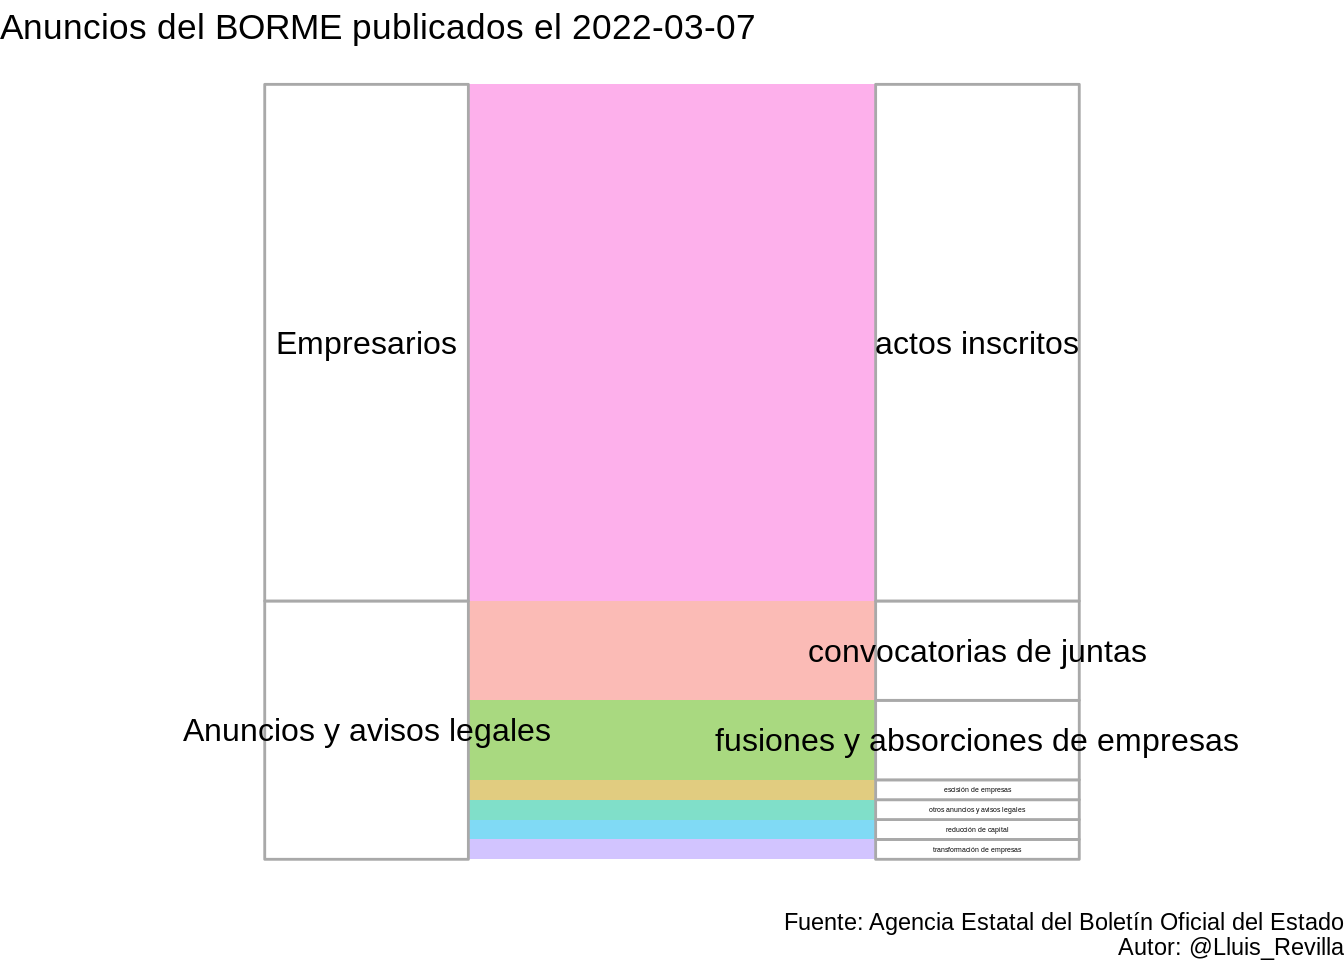 Anuncios del BORME publicados el 2022-03-07
Empresarios
actos inscritos
convocatorias de juntas
Anuncios y avisos legales
fusiones y absorciones de empresas
escisión de empresas
otros anuncios y avisos legales
reducción de capital
transformación de empresas
Fuente: Agencia Estatal del Boletín Oficial del Estado
Autor: @Lluis_Revilla